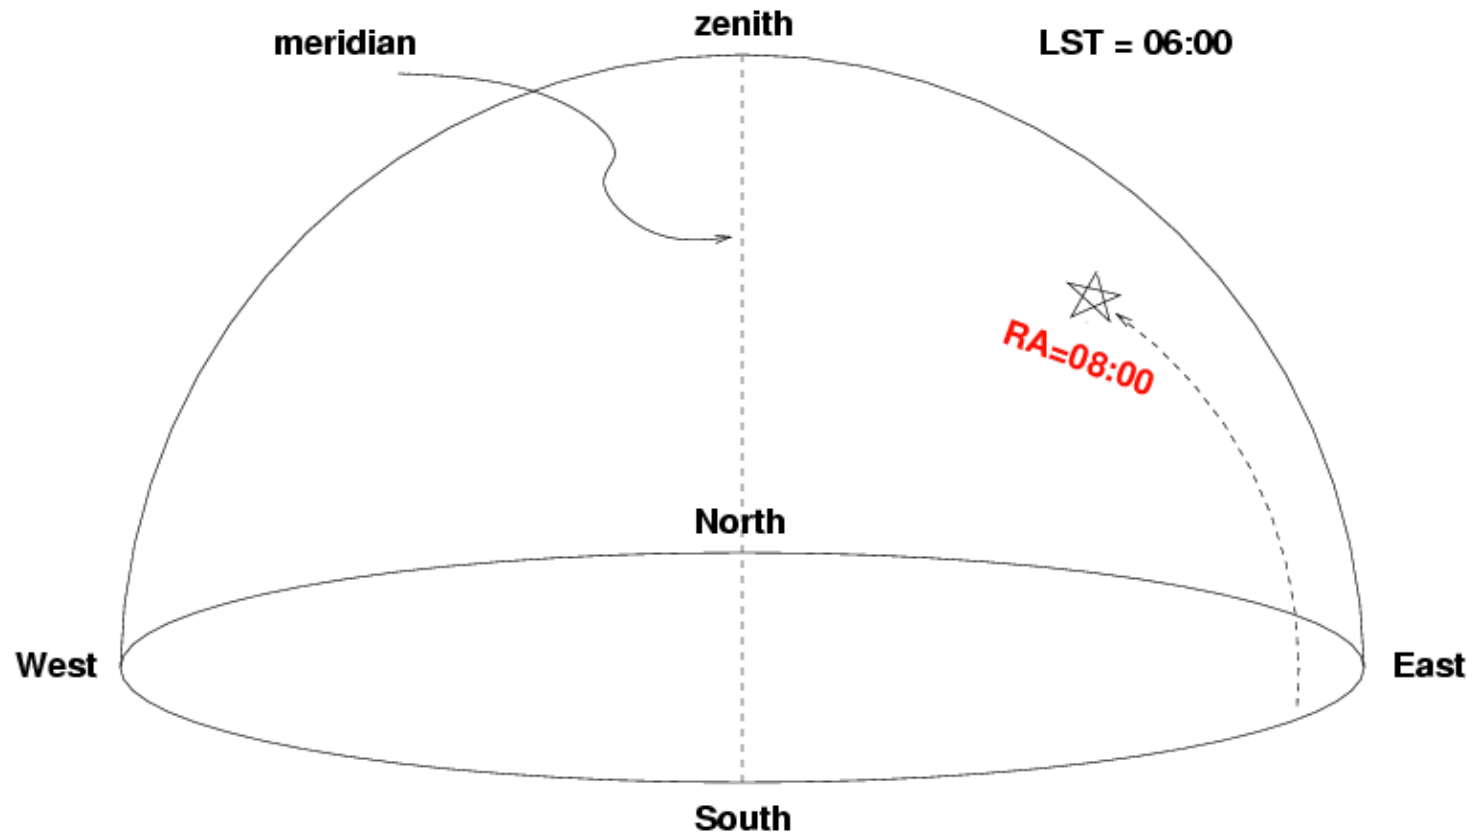 zenith
meridian
LST = 06:00
RA=08:00
North
West
East
South